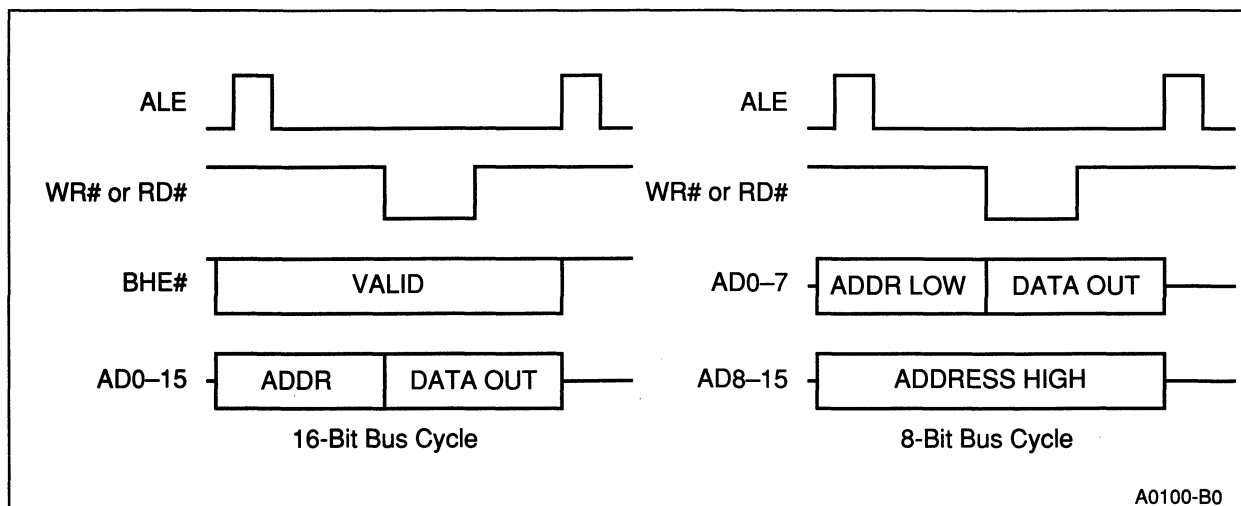 ALE
WR# or RD#
BHE#
VALID
AD0–15
ADDR
DATA OUT
16-Bit Bus Cycle
ALE
WR# or RD#
AD0–7
ADDR LOW
DATA OUT
AD8–15
ADDRESS HIGH
8-Bit Bus Cycle
A0100-B0